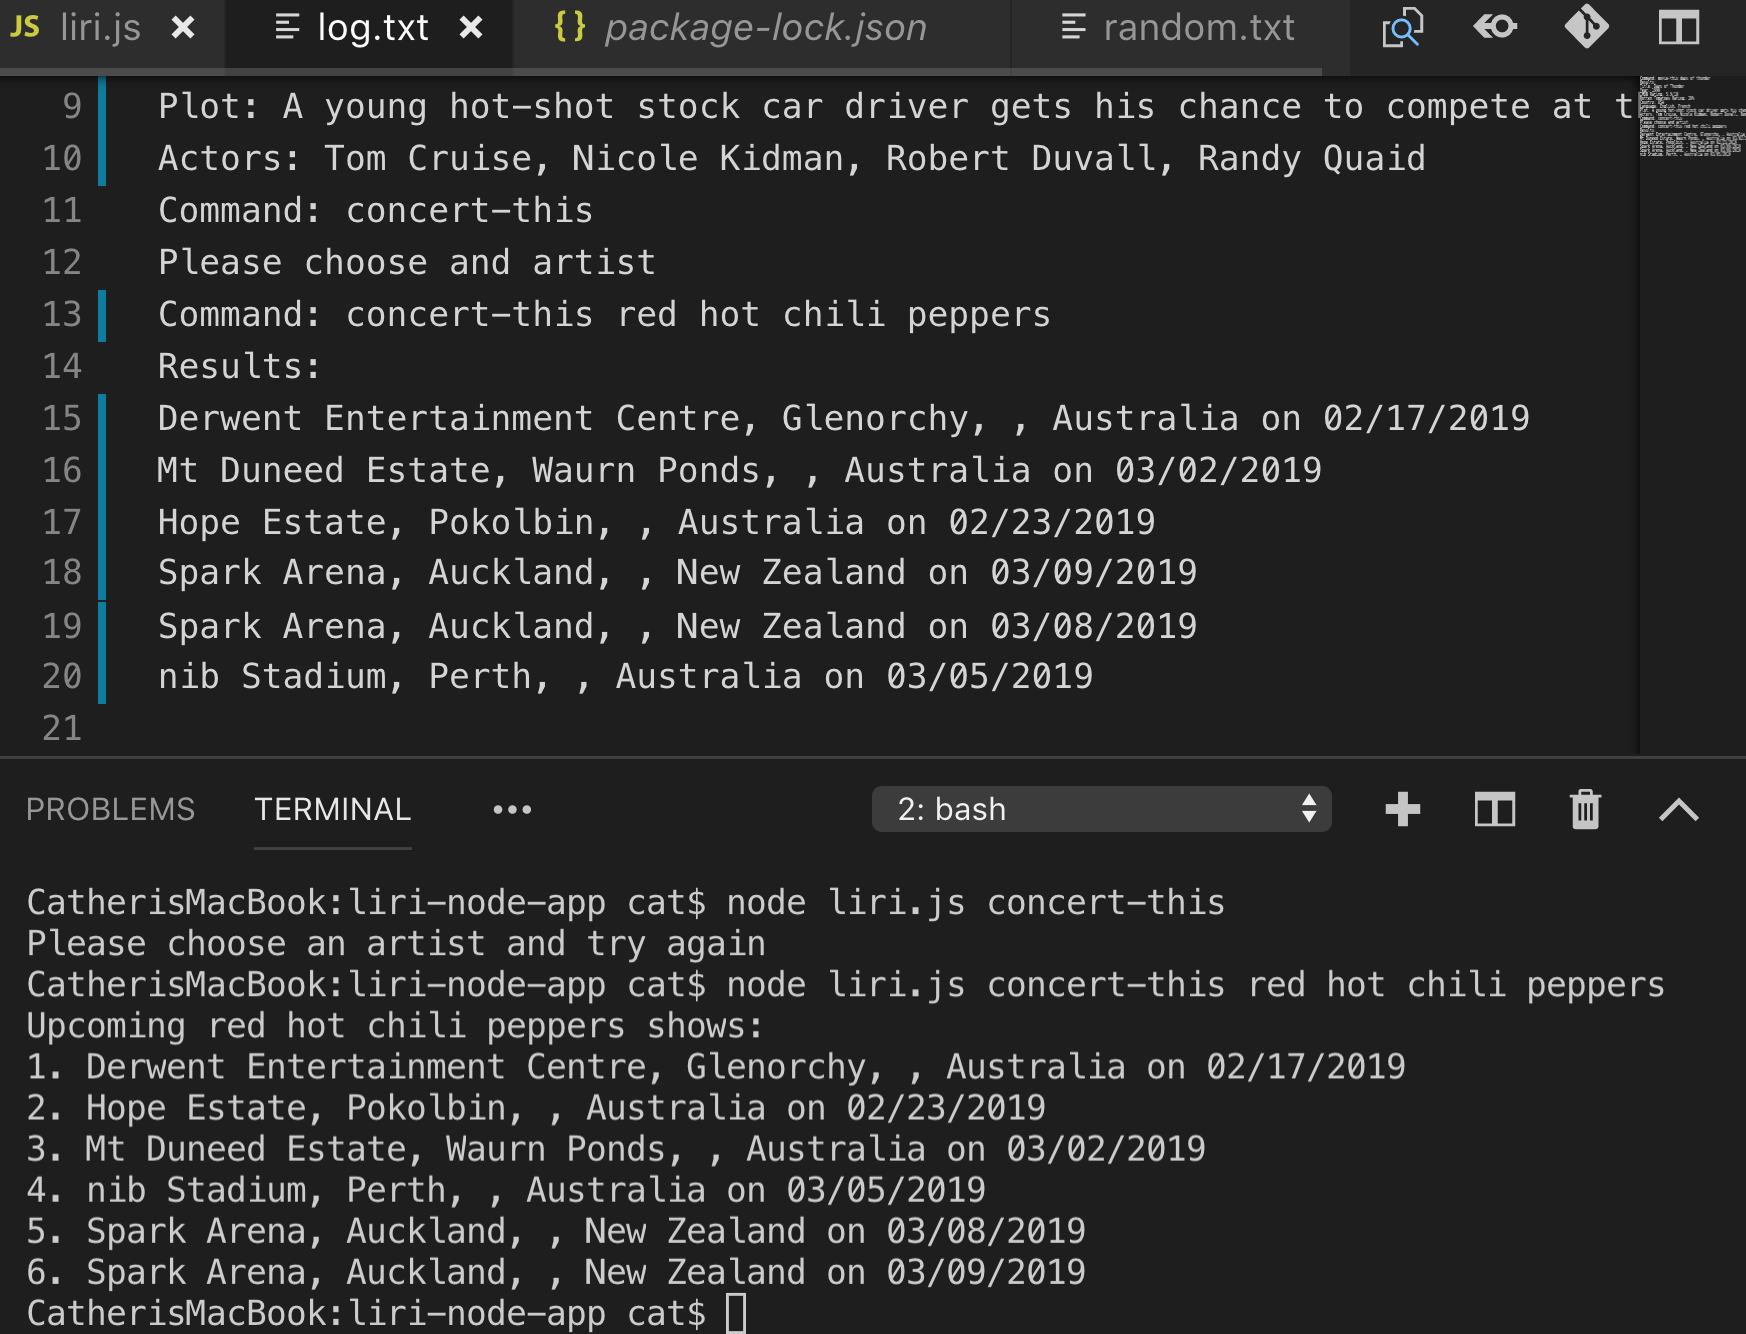 JS liri.js × log.txt × {} package-lock.json random.txt
9 Plot: A young hot-shot stock car driver gets his chance to compete at t
10 Actors: Tom Cruise, Nicole Kidman, Robert Duvall, Randy Quaid
11 Command: concert-this
12 Please choose and artist
13 Command: concert-this red hot chili peppers
14 Results:
15 Derwent Entertainment Centre, Glenorchy, , Australia on 02/17/2019
16 Mt Duneed Estate, Waurn Ponds, , Australia on 03/02/2019
17 Hope Estate, Pokolbin, , Australia on 02/23/2019
18 Spark Arena, Auckland, , New Zealand on 03/09/2019
19 Spark Arena, Auckland, , New Zealand on 03/08/2019
20 nib Stadium, Perth, , Australia on 03/05/2019
21
PROBLEMS TERMINAL ••• 2: bash
CatherisMacBook:liri-node-app cat$ node liri.js concert-this
Please choose an artist and try again
CatherisMacBook:liri-node-app cat$ node liri.js concert-this red hot chili peppers
Upcoming red hot chili peppers shows:
1. Derwent Entertainment Centre, Glenorchy, , Australia on 02/17/2019
2. Hope Estate, Pokolbin, , Australia on 02/23/2019
3. Mt Duneed Estate, Waurn Ponds, , Australia on 03/02/2019
4. nib Stadium, Perth, , Australia on 03/05/2019
5. Spark Arena, Auckland, , New Zealand on 03/08/2019
6. Spark Arena, Auckland, , New Zealand on 03/09/2019
CatherisMacBook:liri-node-app cat$